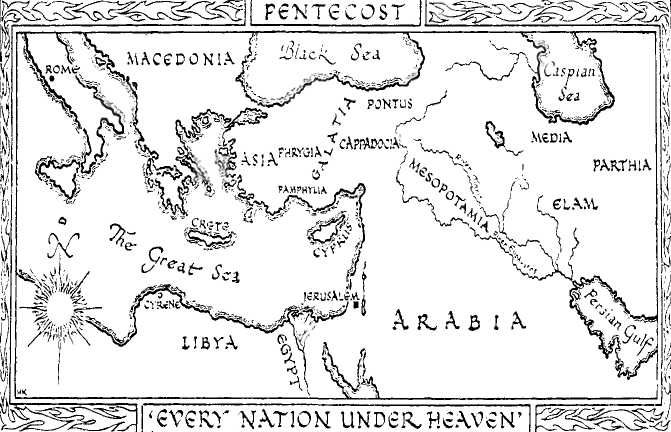 PENTECOST
Black Sea
MACEDONIA
ROME
Caspian Sea
PONTUS
GALATIA
CAPPADOCIA
ASIA
PHRYGIA
MEDIA
PARTHIA
MESOPOTAMIA
PAMPHYLIA
ELAM
CRETE
CYPRUS
N
The Great Sea
CYRENE
JERUSALEM
ARABIA
Persian Gulf
LIBYA
EGYPT
HK
'EVERY NATION UNDER HEAVEN'